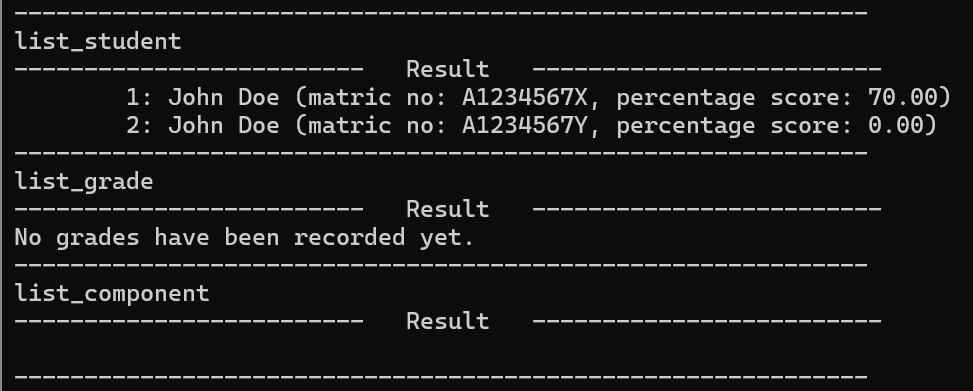 -------------------------------------------------------------
list_student
-------------------------   Result   -------------------------
        1: John Doe (matric no: A1234567X, percentage score: 70.00)
        2: John Doe (matric no: A1234567Y, percentage score: 0.00)
-------------------------------------------------------------
list_grade
-------------------------   Result   -------------------------
No grades have been recorded yet.
-------------------------------------------------------------
list_component
-------------------------   Result   -------------------------

-------------------------------------------------------------